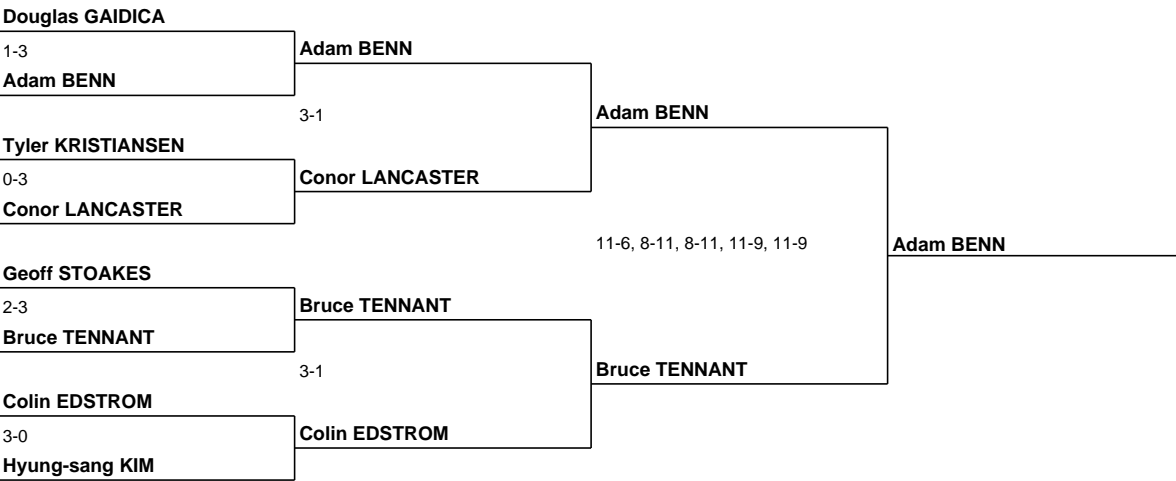 Douglas GAIDICA
1-3
Adam BENN
Adam BENN
3-1
Adam BENN
Tyler KRISTIANSEN
0-3
Conor LANCASTER
Conor LANCASTER
11-6, 8-11, 8-11, 11-9, 11-9
Adam BENN
Geoff STOAKES
2-3
Bruce TENNANT
Bruce TENNANT
3-1
Bruce TENNANT
Colin EDSTROM
3-0
Colin EDSTROM
Hyung-sang KIM